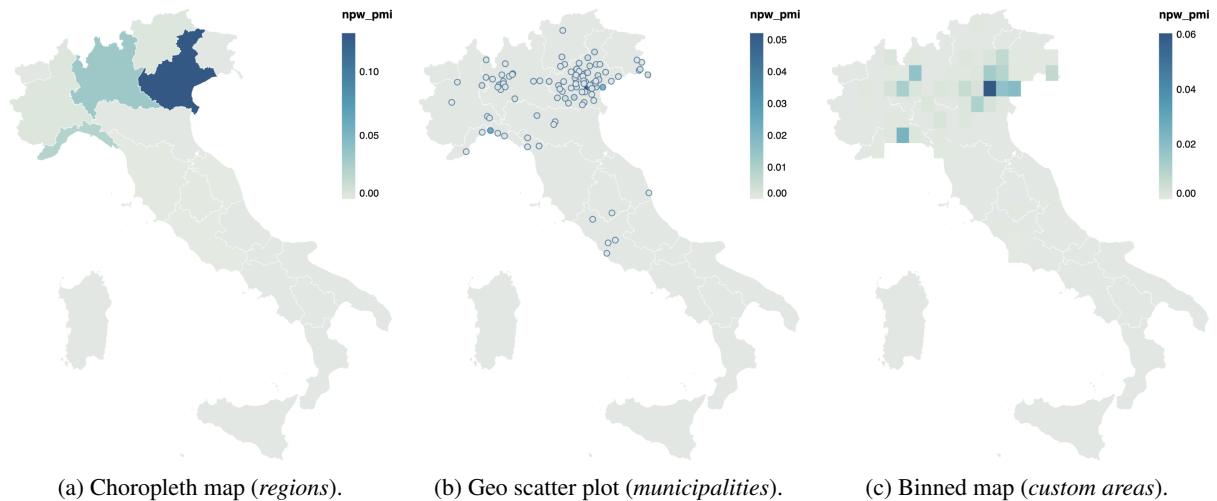 npw_pmi
0.10
0.05
0.00
npw_pmi
0.05
0.04
0.03
0.02
0.01
0.00
npw_pmi
0.06
0.04
0.02
0.00
(a) Choropleth map (regions).
(b) Geo scatter plot (municipalities).
(c) Binned map (custom areas).